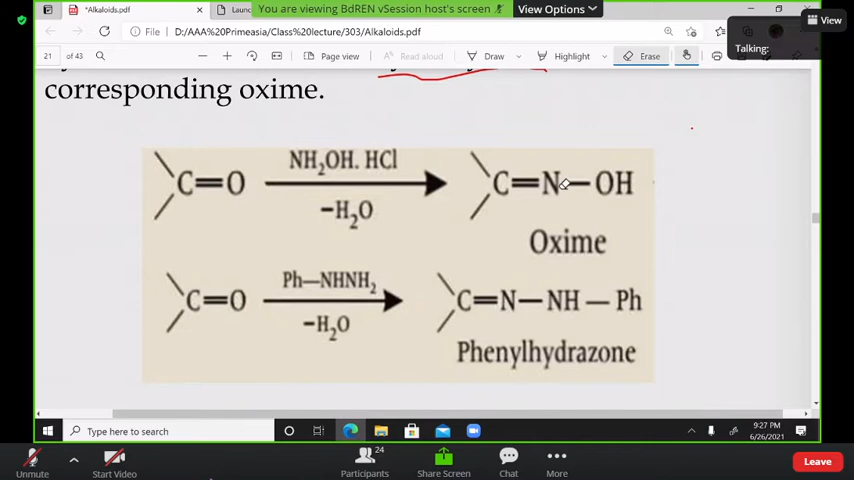 You are viewing BdREN vSession host's screen
View Options
*Alkaloids.pdf
Laun
View
File
D:/AAA%20Primeasia/Class%20lecture/303/Alkaloids.pdf
Talking:
21 of 43
Page view
Read aloud
Draw
Highlight
Erase
corresponding oxime.
C=O
NH2OH. HCl
−H2O
C=N—OH
Oxime
C=O
Ph—NHNH2
−H2O
C=N—NH—Ph
Phenylhydrazone
Type here to search
9:27 PM
6/26/2021
24
Unmute
Start Video
Participants
Share Screen
Chat
More
Leave